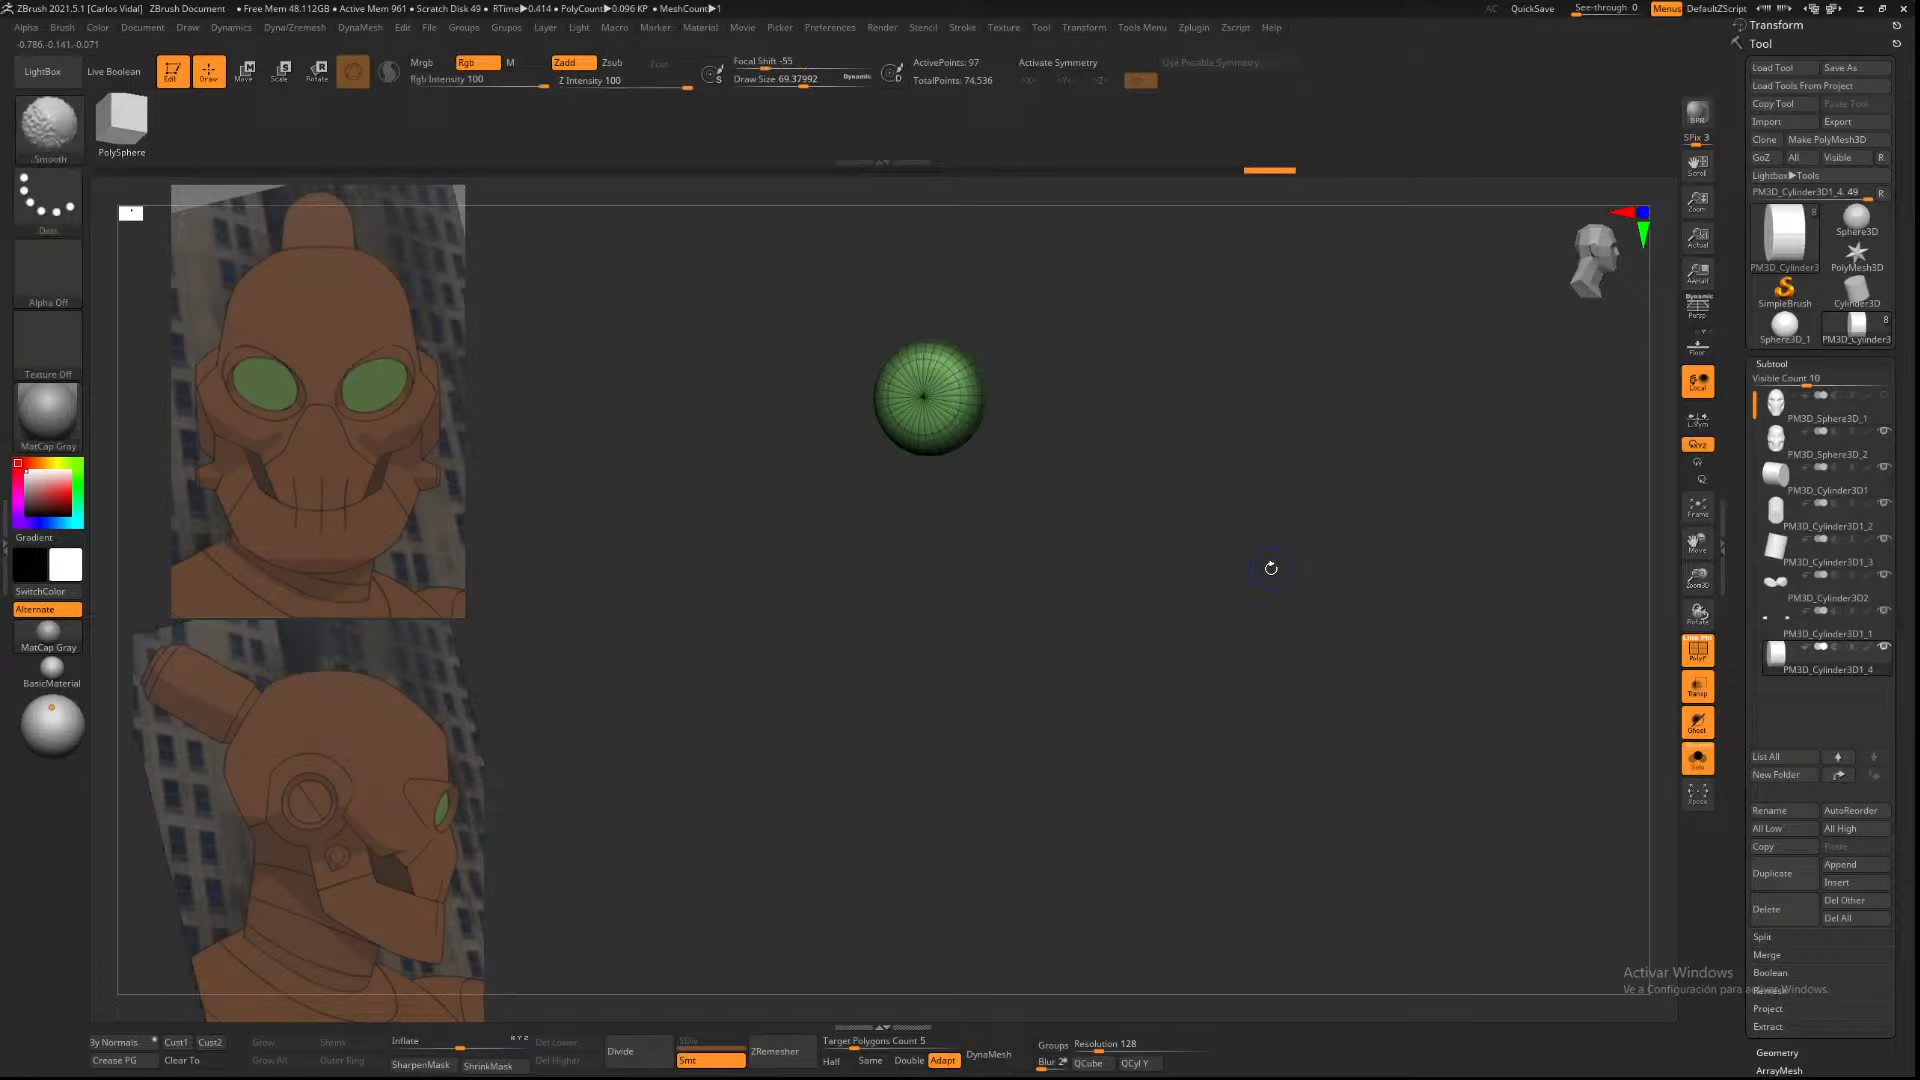 ZBrush 2021.5.1 [Carlos Vidal] ZBrush Document • Free Mem 48.112GB • Active Mem 961 • Scratch Disk 49 • RTime▶0.414 • PolyCount▶0.096 KP • MeshCount▶1 AC QuickSave See-through 0 Menus DefaultZScript
Alpha Brush Color Document Draw Dynamics Dyna/Zremesh DynaMesh Edit File Groups Grupos Layer Light Macro Macros Marker Material Movie Picker Preferences Render Stencil Stroke Texture Tool Transform Tools Menu Zplugin Zscript Help
-0.786,-0.141,-0.071
LightBox Live Boolean
Edit Draw Move Scale Rotate
Mrgb Rgb M
Rgb Intensity 100
Zadd Zsub
Z Intensity 100
Focal Shift -55
Draw Size 69.37992 Dynamic
ActivePoints: 97
TotalPoints: 74,536
Activate Symmetry
Use Posable Symmetry
.Smooth
PolySphere
Dots
Alpha Off
Texture Off
MatCap Gray
Gradient
SwitchColor
Alternate
MatCap Gray
BasicMaterial
BPR
SPix 3
Scroll
Zoom
Actual
AAHalf
Dynamic
Persp
Floor
Local
L.Sym
XYZ
Frame
Move
Zoom3D
Rotate
Line Fill
PolyF
Transp
Ghost
Solo
Xpose
Transform
Tool
Load Tool Save As
Load Tools From Project
Copy Tool Paste Tool
Import Export
Clone Make PolyMesh3D
GoZ All Visible R
Lightbox▶Tools
PM3D_Cylinder3D1_4. 49 R
8
PM3D_Cylinder3
Sphere3D
PolyMesh3D
SimpleBrush
Cylinder3D
Sphere3D_1
8
PM3D_Cylinder3
Subtool
Visible Count 10
PM3D_Sphere3D_1
PM3D_Sphere3D_2
PM3D_Cylinder3D1
PM3D_Cylinder3D1_2
PM3D_Cylinder3D1_3
PM3D_Cylinder3D2
PM3D_Cylinder3D1_1
PM3D_Cylinder3D1_4
List All
New Folder
Rename AutoReorder
All Low All High
Copy Paste
Duplicate Append
Insert
Delete Del Other
Del All
Split
Merge
Boolean
Remesh
Project
Extract
Geometry
ArrayMesh
Activar Windows
Ve a Configuración para activar Windows.
By Normals Cust1 Cust2
Crease PG Clear To
Grow Shrink
Grow All Outer Ring
Inflate
SharpenMask ShrinkMask
Del Lower
Del Higher
Divide
SDiv
Smt
ZRemesher
Target Polygons Count 5
Half Same Double Adapt
DynaMesh
Groups Resolution 128
Blur 2 QCube QCyl Y